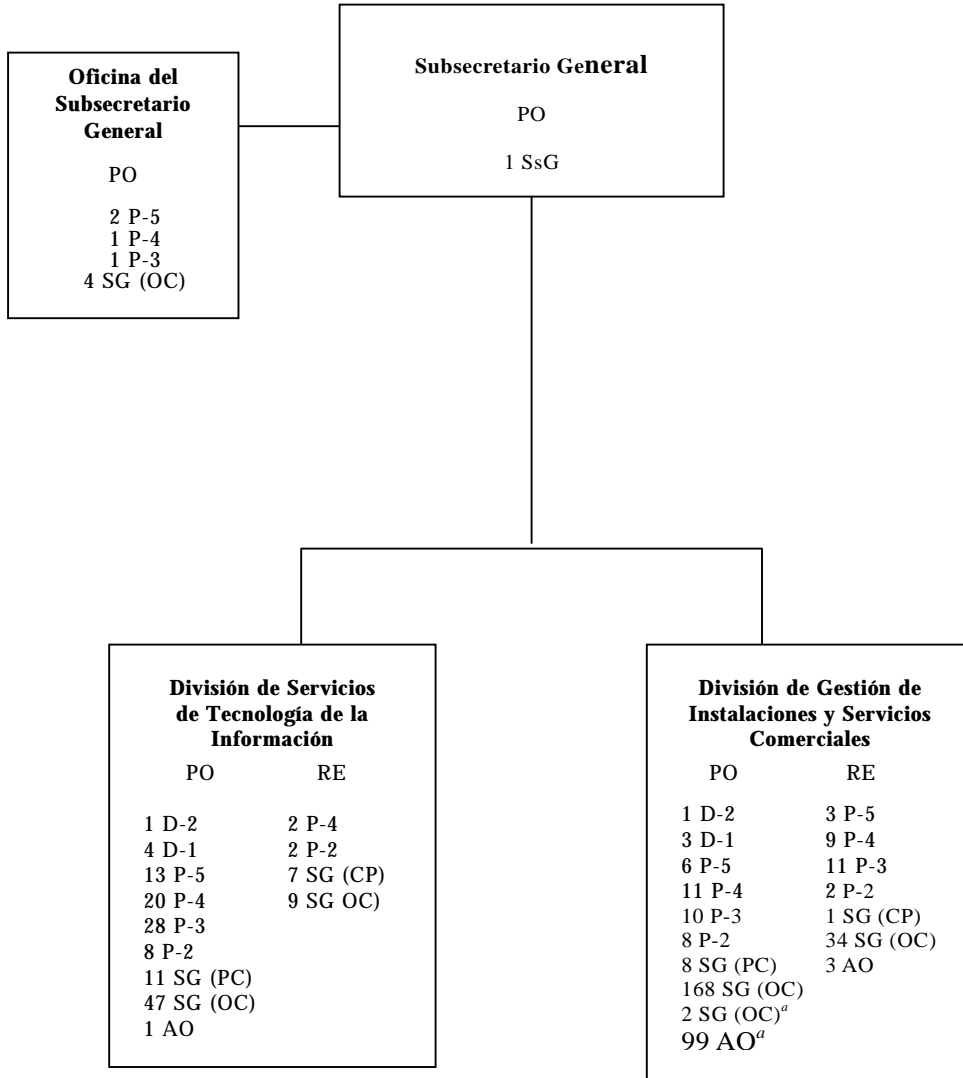 Subsecretario General
PO
1 SsG
Oficina del
Subsecretario
General
PO
2 P-5
1 P-4
1 P-3
4 SG (OC)
División de Servicios
de Tecnología de la
Información
PO RE
1 D-2 2 P-4
4 D-1 2 P-2
13 P-5 7 SG (CP)
20 P-4 9 SG OC)
28 P-3
8 P-2
11 SG (PC)
47 SG (OC)
1 AO
División de Gestión de
Instalaciones y Servicios
Comerciales
PO RE
1 D-2 3 P-5
3 D-1 9 P-4
6 P-5 11 P-3
11 P-4 2 P-2
10 P-3 1 SG (CP)
8 P-2 34 SG (OC)
8 SG (PC) 3 AO
168 SG (OC)
2 SG (OC)a
99 AOa